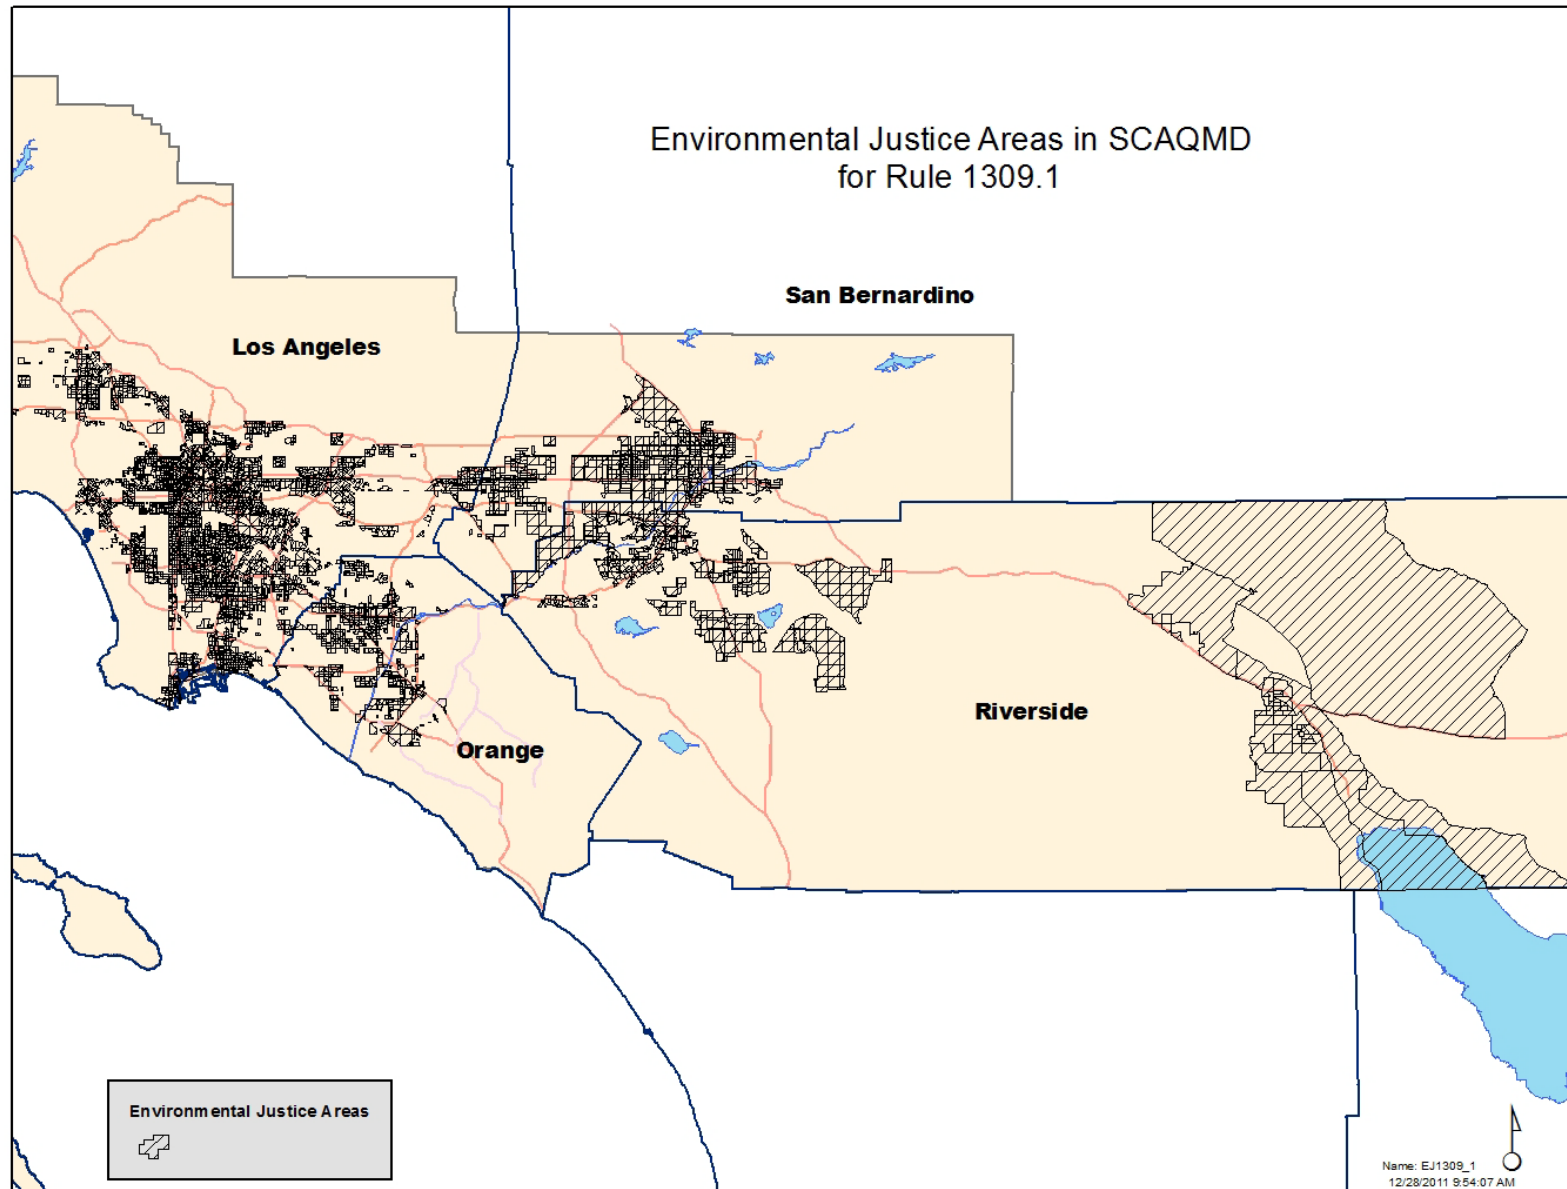 Environmental Justice Areas in SCAQMD
for Rule 1309.1
San Bernardino
Los Angeles
Riverside
Orange
Environmental Justice Areas
Name: EJ1309_1
12/28/2011 9:54:07 AM